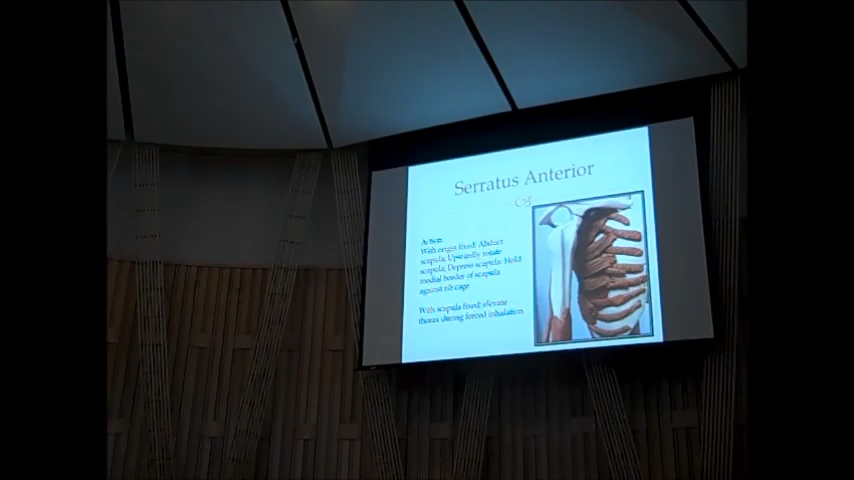 Serratus Anterior
Action:
With origin fixed: Abduct
scapula; Upwardly rotate
scapula; Depress scapula; Hold
medial border of scapula
against rib cage
With scapula fixed: elevate
thorax during forced inhalation